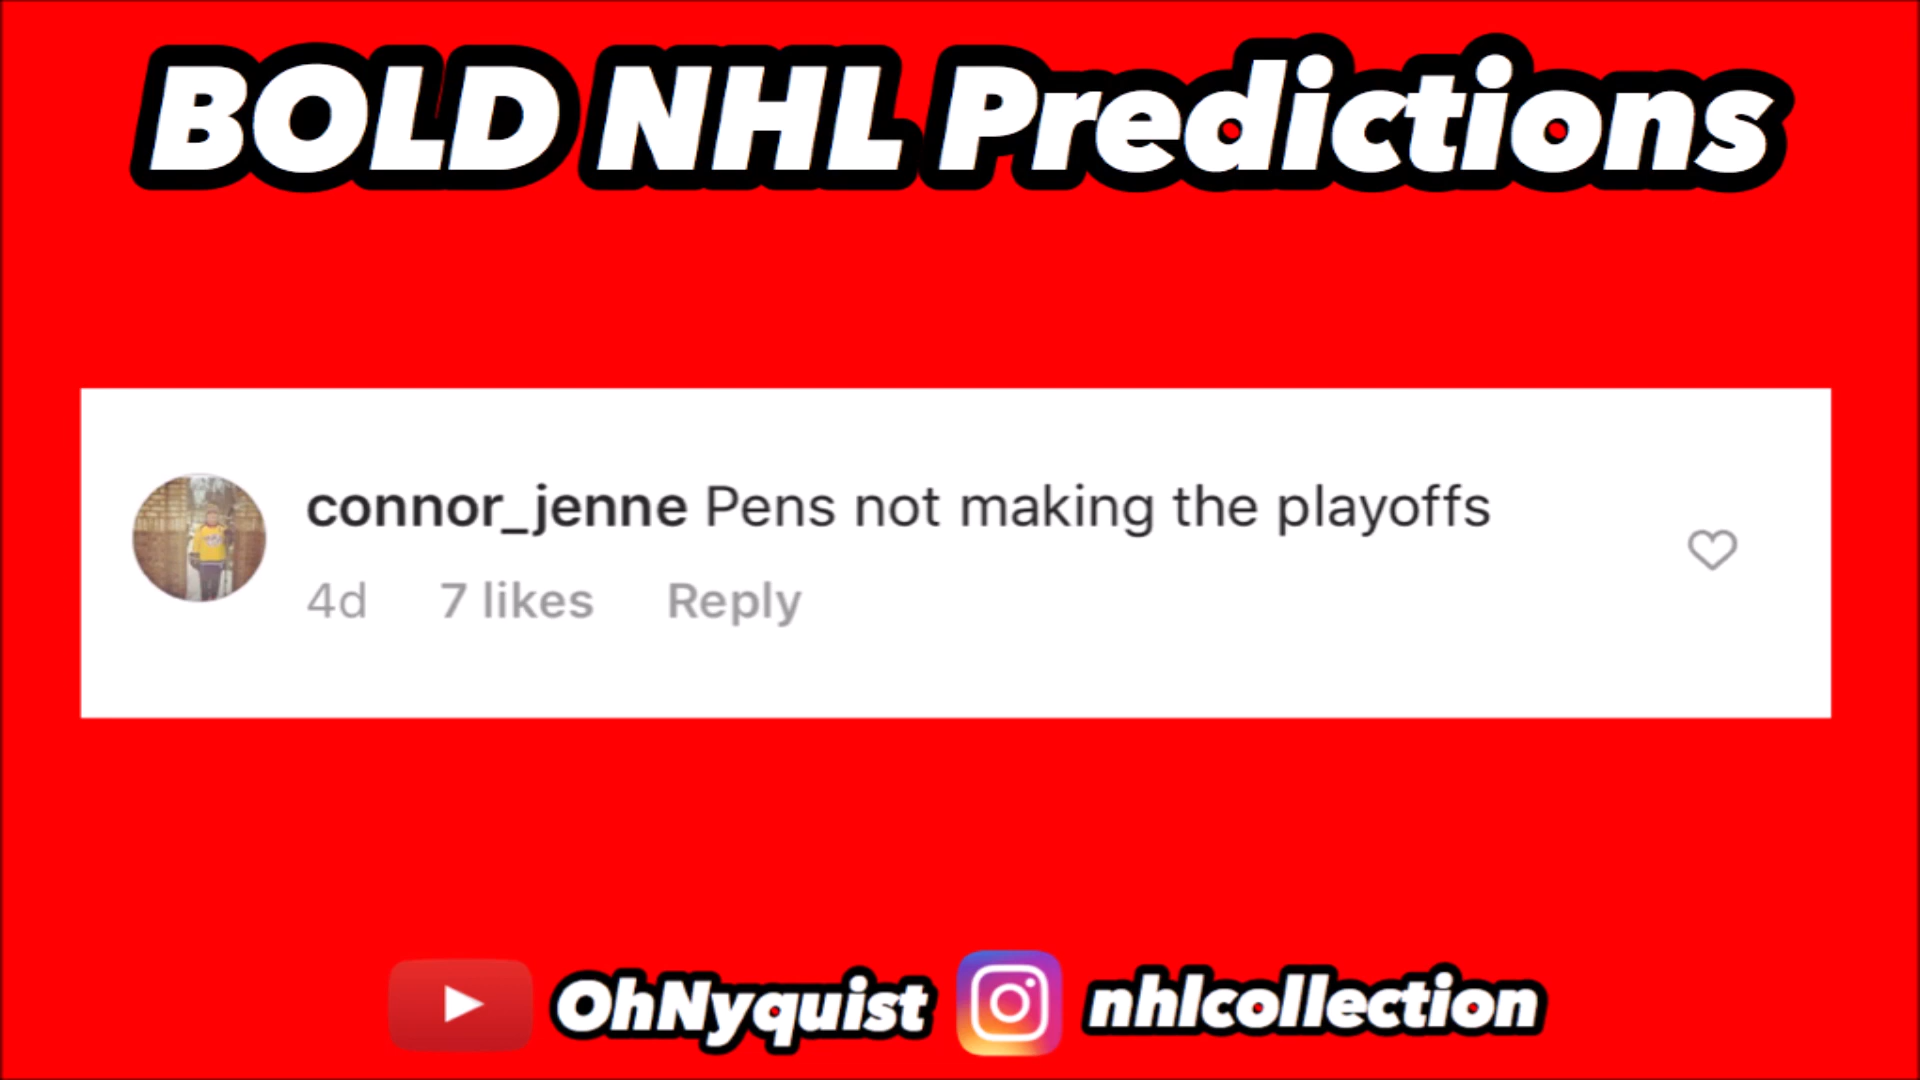 BOLD NHL Predictions
connor_jenne Pens not making the playoffs
4d 7 likes Reply
OhNyquist nhlcollection